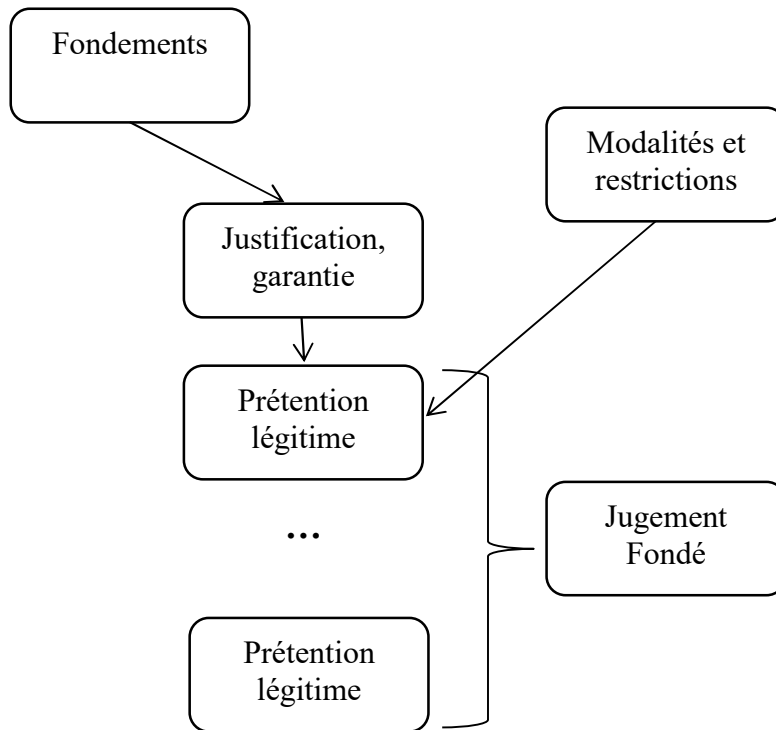 Fondements
Modalités et
restrictions
Justification,
garantie
Prétention
légitime
...
Jugement
Fondé
Prétention
légitime